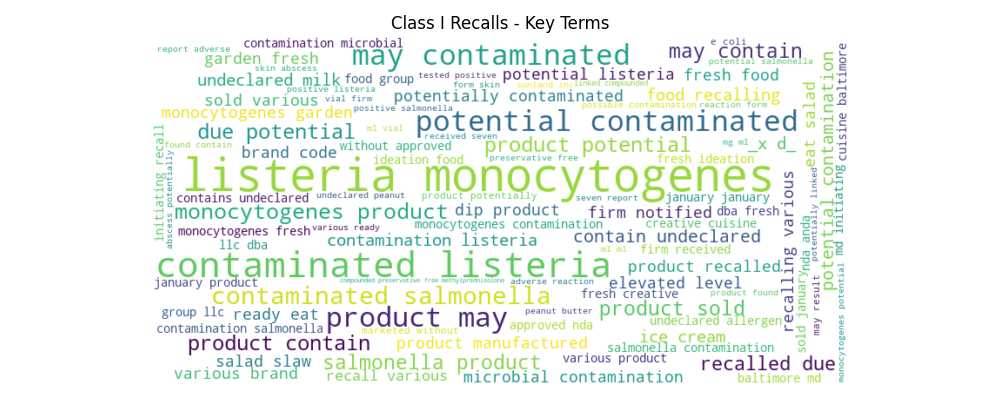 Class I Recalls - Key Terms
contamination microbial
may contaminated
may contain
e coli
report adverse
garden fresh
skin abscess
potential salmonella
undeclared milk
food group
tested positive
potential listeria
fresh food
positive listeria
form skin
sunland inc
linked compounded
sold various
vial firm
potentially contaminated
food recalling
monocytogenes garden
positive salmonella
possible contamination
reaction form
potential contaminated
due potential
ml vial
received seven
product potential
_x d_
mg ml
found contain
brand code
without approved
ideation food
preservative free
fresh ideation
listeria monocytogenes
contains undeclared
undeclared peanut
product potentially
seven report
january january
monocytogenes product
dip product
firm notified
dba fresh
monocytogenes fresh
various ready
monocytogenes contamination
creative cuisine
llc dba
contamination listeria
contain undeclared
ml ml
firm received
contaminated listeria
product recalled
january product
compounded preservative
free methylprednisolone
adverse reaction
elevated level
contaminated salmonella
fresh creative
product found
group llc
ready eat
product may
peanut butter
product sold
contamination salmonella
marketed without
approved nda
undeclared allergen
product contain
product manufactured
ice cream
salmonella contamination
salad slaw
salmonella product
various product
recalled due
various brand
recall various
microbial contamination
baltimore md
initiating recall
abscess potentially
recalling various
eat salad
nda anda
sold january
may result
potentially linked
potential contamination
cuisine baltimore
md initiating
monocytogenes potential